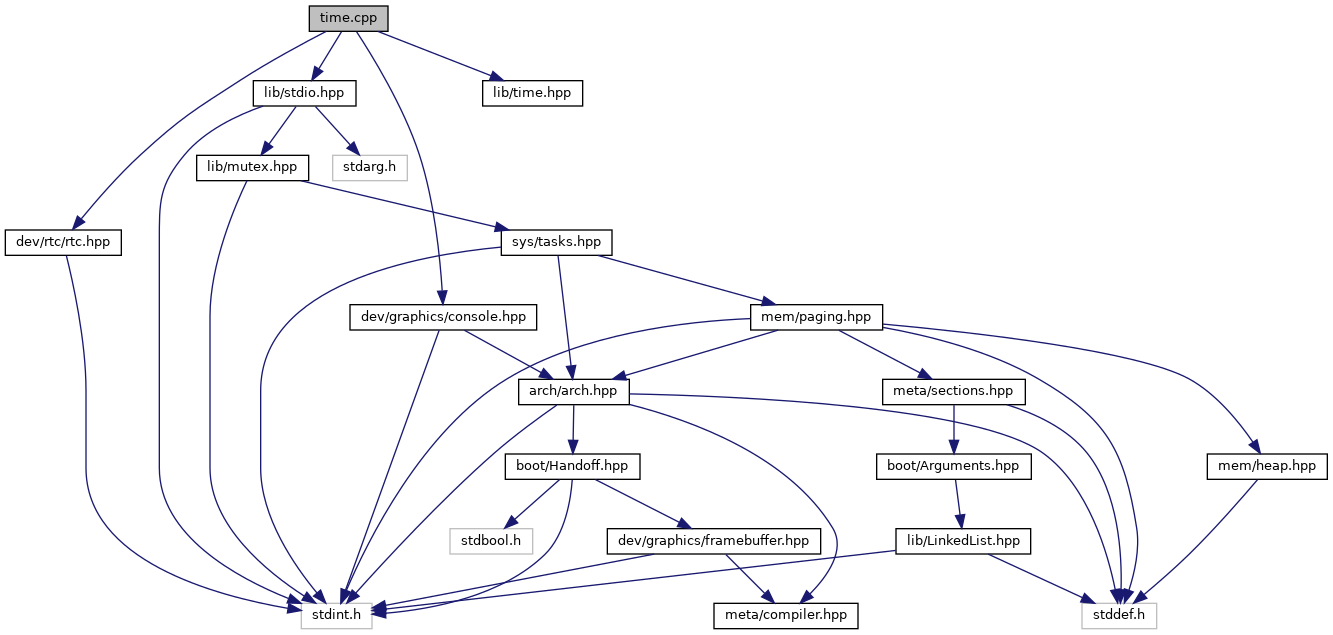 time.cpp
lib/stdio.hpp
lib/time.hpp
lib/mutex.hpp
stdarg.h
dev/rtc/rtc.hpp
sys/tasks.hpp
dev/graphics/console.hpp
mem/paging.hpp
arch/arch.hpp
meta/sections.hpp
boot/Handoff.hpp
boot/Arguments.hpp
mem/heap.hpp
stdbool.h
dev/graphics/framebuffer.hpp
lib/LinkedList.hpp
stdint.h
meta/compiler.hpp
stddef.h